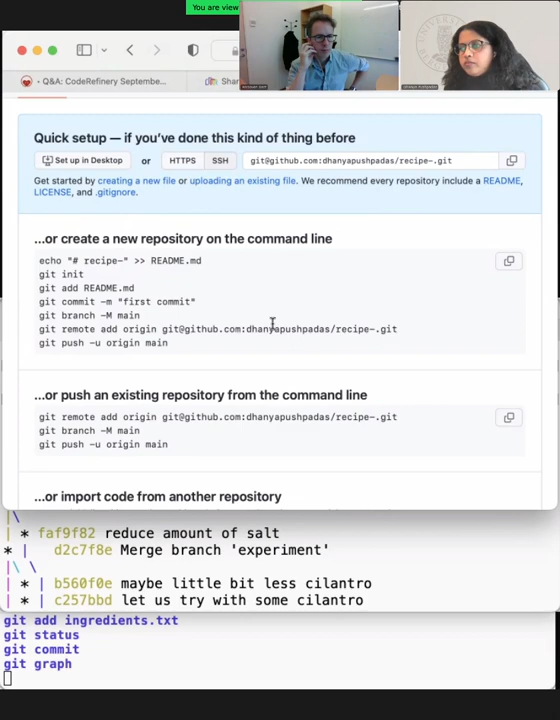 You are view
• Q&A: CodeRefinery Septembe...
Shar
Quick setup — if you've done this kind of thing before
Set up in Desktop or HTTPS SSH git@github.com:dhanyapushpadas/recipe-.git
Get started by creating a new file or uploading an existing file. We recommend every repository include a README,
LICENSE, and .gitignore.
...or create a new repository on the command line
echo "# recipe-" >> README.md
git init
git add README.md
git commit -m "first commit"
git branch -M main
git remote add origin git@github.com:dhanyapushpadas/recipe-.git
git push -u origin main
...or push an existing repository from the command line
git remote add origin git@github.com:dhanyapushpadas/recipe-.git
git branch -M main
git push -u origin main
...or import code from another repository
|\
| * faf9f82 reduce amount of salt
* | d2c7f8e Merge branch 'experiment'
|\ \
| * | b560f0e maybe little bit less cilantro
| * | c257bbd let us try with some cilantro
git add ingredients.txt
git status
git commit
git graph